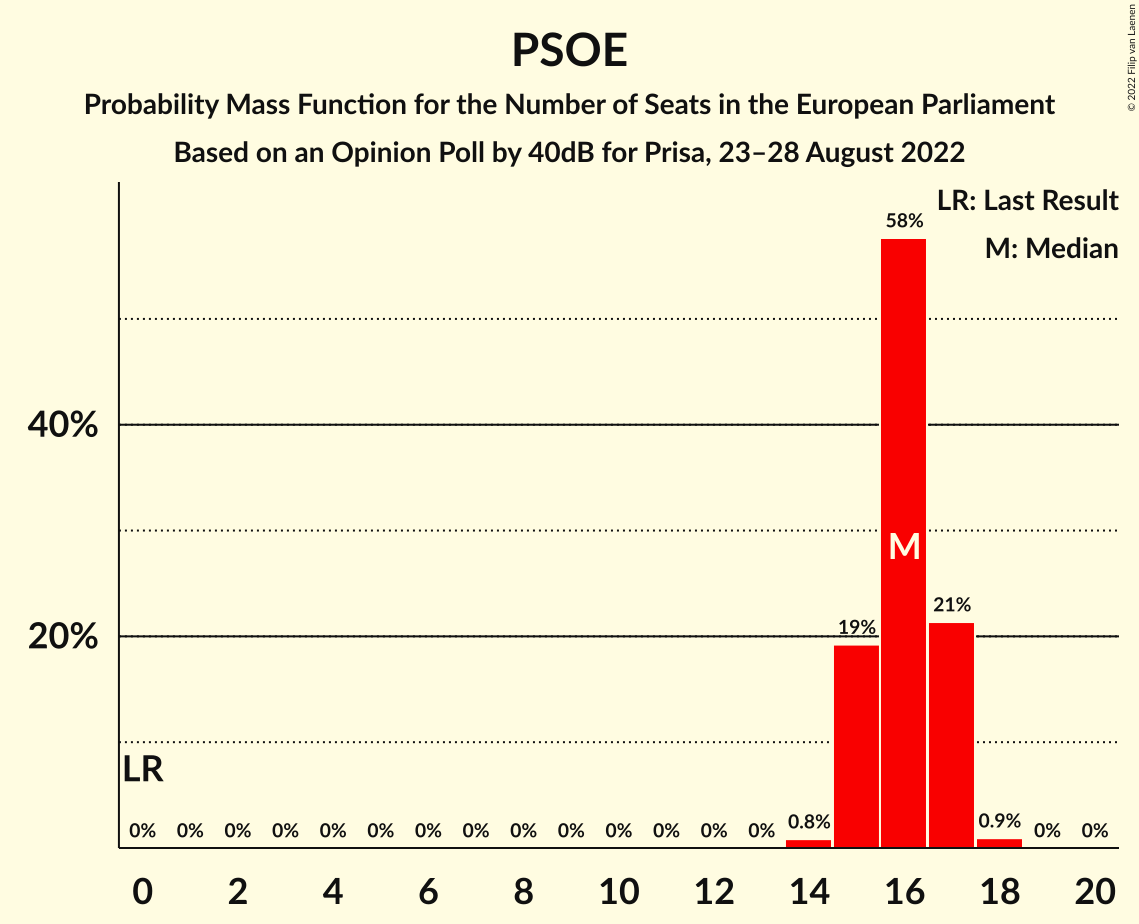 PSOE
Probability Mass Function for the Number of Seats in the European Parliament
Based on an Opinion Poll by 40dB for Prisa, 23–28 August 2022
© 2022 Filip van Laenen
LR: Last Result
M: Median
58%
40%
M
21%
20%
19%
LR
0% 0% 0% 0% 0% 0% 0% 0% 0% 0% 0% 0% 0% 0% 0.8% 0.9% 0% 0%
0 2 4 6 8 10 12 14 16 18 20